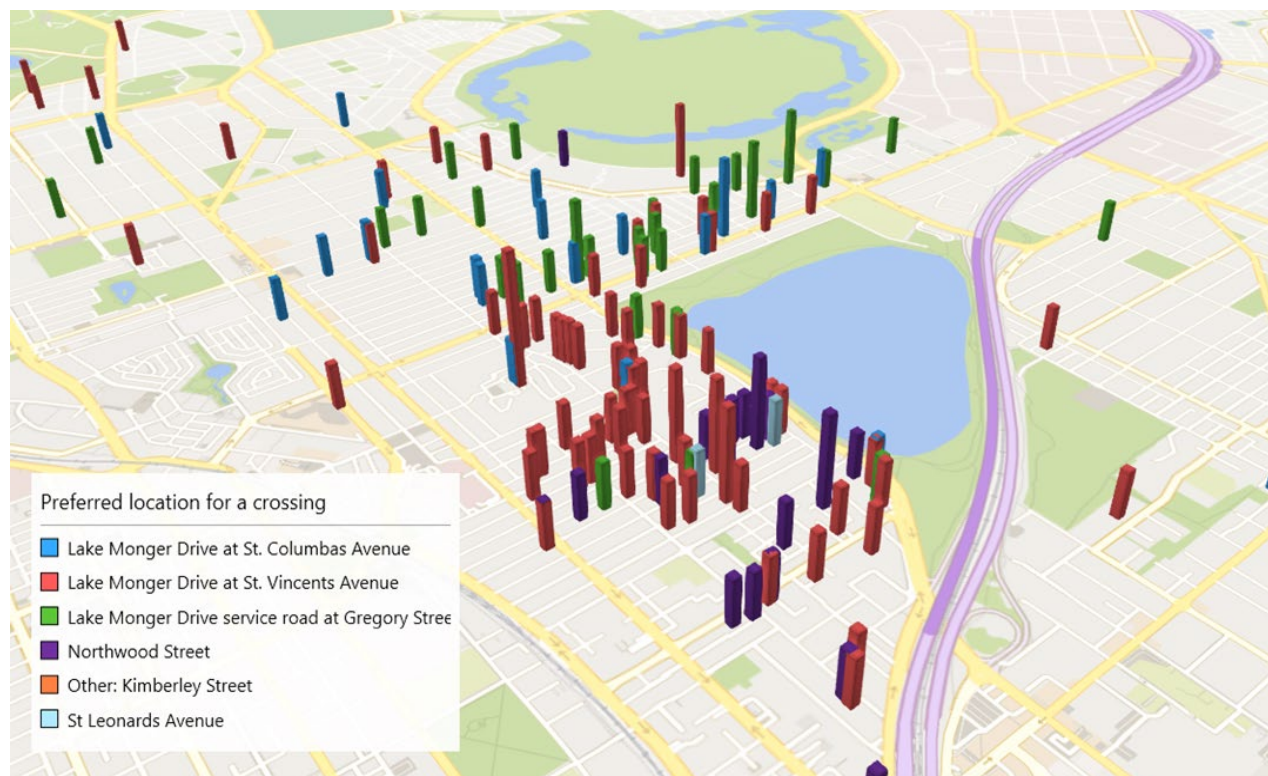 Preferred location for a crossing
Lake Monger Drive at St. Columbas Avenue
Lake Monger Drive at St. Vincents Avenue
Lake Monger Drive service road at Gregory Stree
Northwood Street
Other: Kimberley Street
St Leonards Avenue